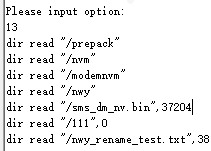 Please input option:
13
dir read "/prepack"
dir read "/nvm"
dir read "/modemnvm"
dir read "/nwy"
dir read "/sms_dm_nv.bin",37204
dir read "/111",0
dir read "/nwy_rename_test.txt",38